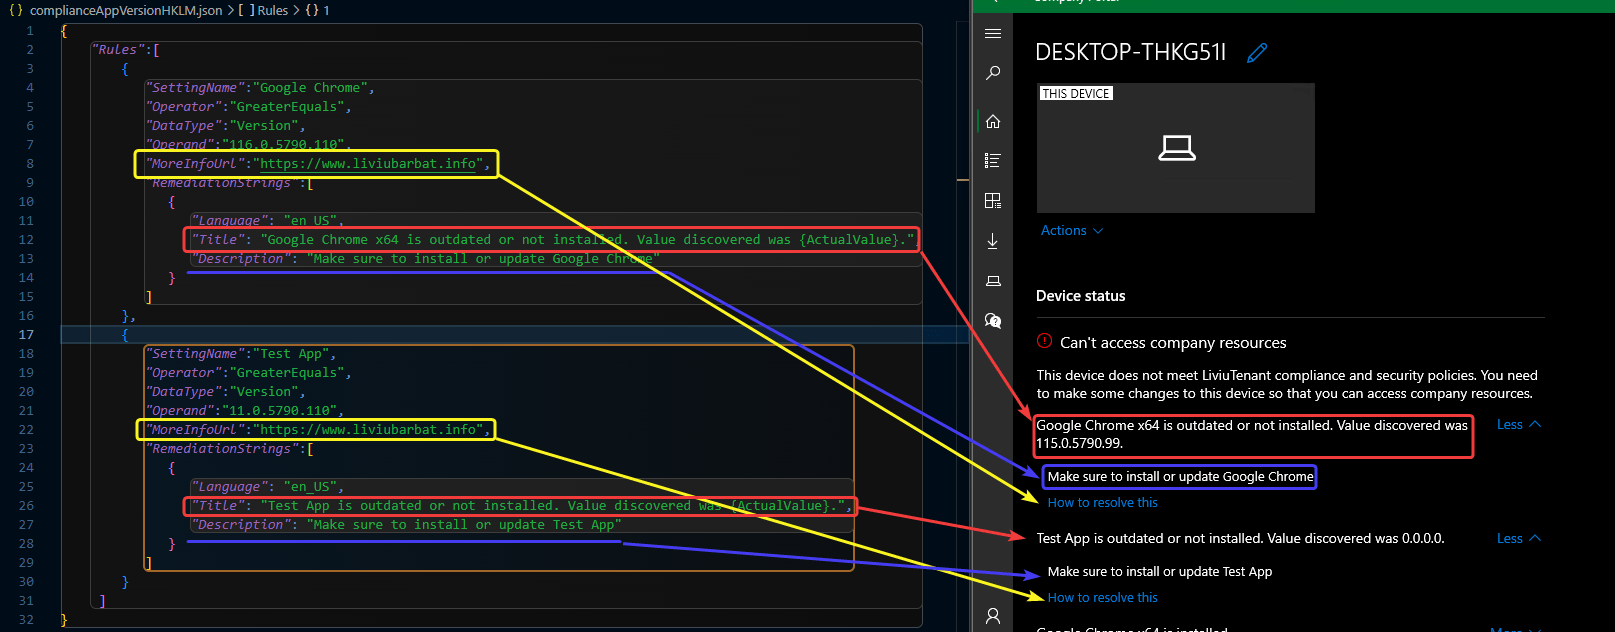 {} complianceAppVersionHKLM.json > [ ] Rules > {} 1
1 {
2 "Rules":[
3 {
4 "SettingName":"Google Chrome",
5 "Operator":"GreaterEquals",
6 "DataType":"Version",
7 "Operand":"116.0.5790.110",
8 "MoreInfoUrl":"https://www.liviubarbat.info",
9 "RemediationStrings":[
10 {
11 "Language": "en_US",
12 "Title": "Google Chrome x64 is outdated or not installed. Value discovered was {ActualValue}.",
13 "Description": "Make sure to install or update Google Chrome"
14 }
15 ]
16 },
17 {
18 "SettingName":"Test App",
19 "Operator":"GreaterEquals",
20 "DataType":"Version",
21 "Operand":"11.0.5790.110",
22 "MoreInfoUrl":"https://www.liviubarbat.info",
23 "RemediationStrings":[
24 {
25 "Language": "en_US",
26 "Title": "Test App is outdated or not installed. Value discovered was {ActualValue}.",
27 "Description": "Make sure to install or update Test App"
28 }
29 ]
30 }
31 ]
32 }
Company Portal
DESKTOP-THKG51I
THIS DEVICE
Actions
Device status
Can't access company resources
This device does not meet LiviuTenant compliance and security policies. You need
to make some changes to this device so that you can access company resources.
Google Chrome x64 is outdated or not installed. Value discovered was
115.0.5790.99.
Less
Make sure to install or update Google Chrome
How to resolve this
Test App is outdated or not installed. Value discovered was 0.0.0.0.
Less
Make sure to install or update Test App
How to resolve this
Google Chrome x64 is installed
More